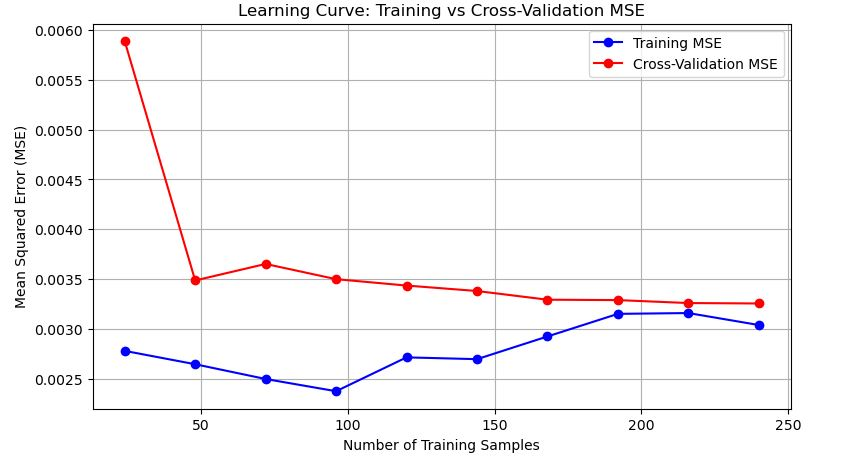 Learning Curve: Training vs Cross-Validation MSE
Training MSE
Cross-Validation MSE
Mean Squared Error (MSE)
0.0060
0.0055
0.0050
0.0045
0.0040
0.0035
0.0030
0.0025
50
100
150
200
250
Number of Training Samples